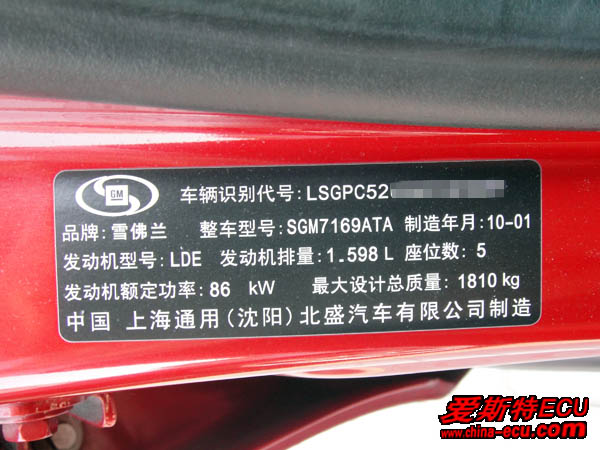 GM
车辆识别代号:LSGPC52
品牌:雪佛兰 整车型号:SGM7169ATA 制造年月:10-01
发动机型号:LDE 发动机排量:1.598 L 座位数:5
发动机额定功率:86 kW 最大设计总质量:1810 kg
中国 上海通用(沈阳)北盛汽车有限公司制造
爱斯特ECU
www.china-ecu.com